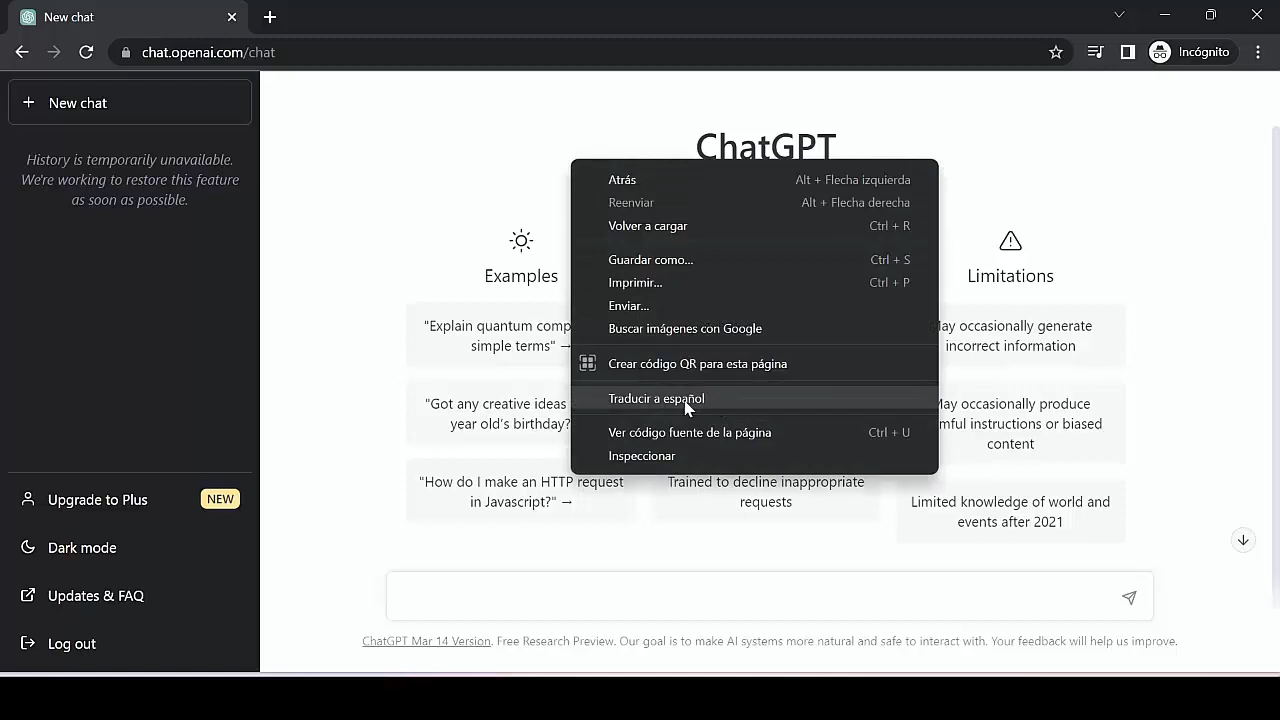 New chat
chat.openai.com/chat
Incógnito
New chat
History is temporarily unavailable.
We're working to restore this feature
as soon as possible.
Upgrade to Plus NEW
Dark mode
Updates & FAQ
Log out
ChatGPT
Examples
"Explain quantum comp
simple terms" →
"Got any creative ideas
year old's birthday?
"How do I make an HTTP request
in Javascript?" →
Atrás Alt + Flecha izquierda
Reenviar Alt + Flecha derecha
Volver a cargar Ctrl + R
Guardar como... Ctrl + S
Imprimir... Ctrl + P
Enviar...
Buscar imágenes con Google
Crear código QR para esta página
Traducir a español
Ver código fuente de la página Ctrl + U
Inspeccionar
Trained to decline inappropriate
requests
Limitations
May occasionally generate
incorrect information
May occasionally produce
mful instructions or biased
content
Limited knowledge of world and
events after 2021
ChatGPT Mar 14 Version. Free Research Preview. Our goal is to make AI systems more natural and safe to interact with. Your feedback will help us improve.